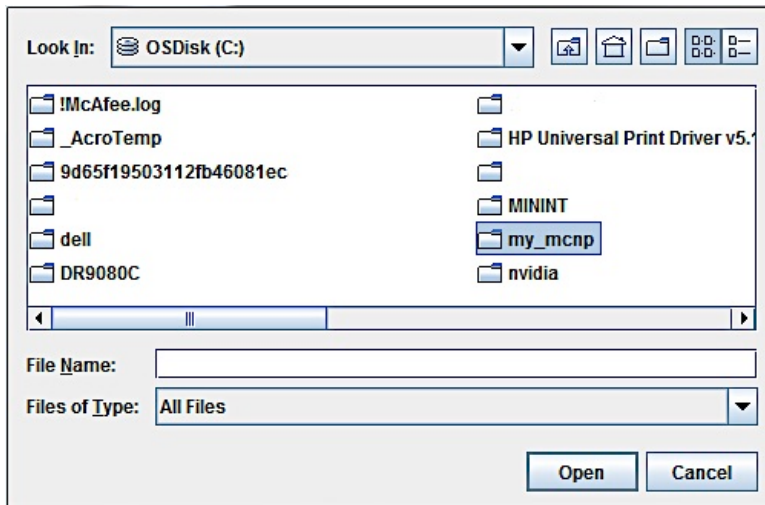 Look In: OSDisk (C:)
!McAfee.log
_AcroTemp
9d65f19503112fb46081ec
dell
DR9080C
HP Universal Print Driver v5.
MININT
my_mcnp
nvidia
File Name:
Files of Type: All Files
Open Cancel